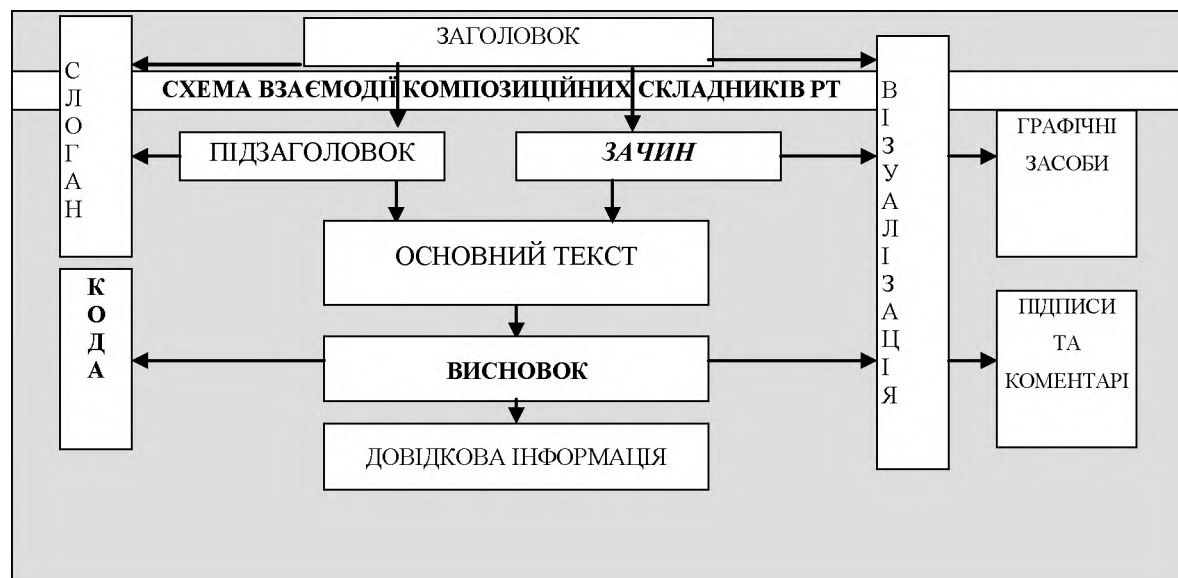 ЗАГОЛОВОК
СЛОГАН
СХЕМА ВЗАЄМОДІЇ КОМПОЗИЦІЙНИХ СКЛАДНИКІВ РТ
ВІЗУАЛІЗАЦІЯ
ПІДЗАГОЛОВОК
ЗАЧИН
ГРАФІЧНІ
ЗАСОБИ
ОСНОВНИЙ ТЕКСТ
КОДА
ВИСНОВОК
ПІДПИСИ
ТА
КОМЕНТАРІ
ДОВІДКОВА ІНФОРМАЦІЯ